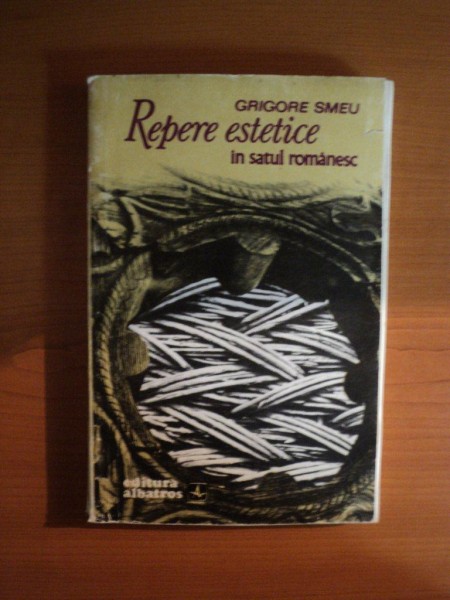 GRIGORE SMEU
Repere estetice
în satul românesc
editura
albatros